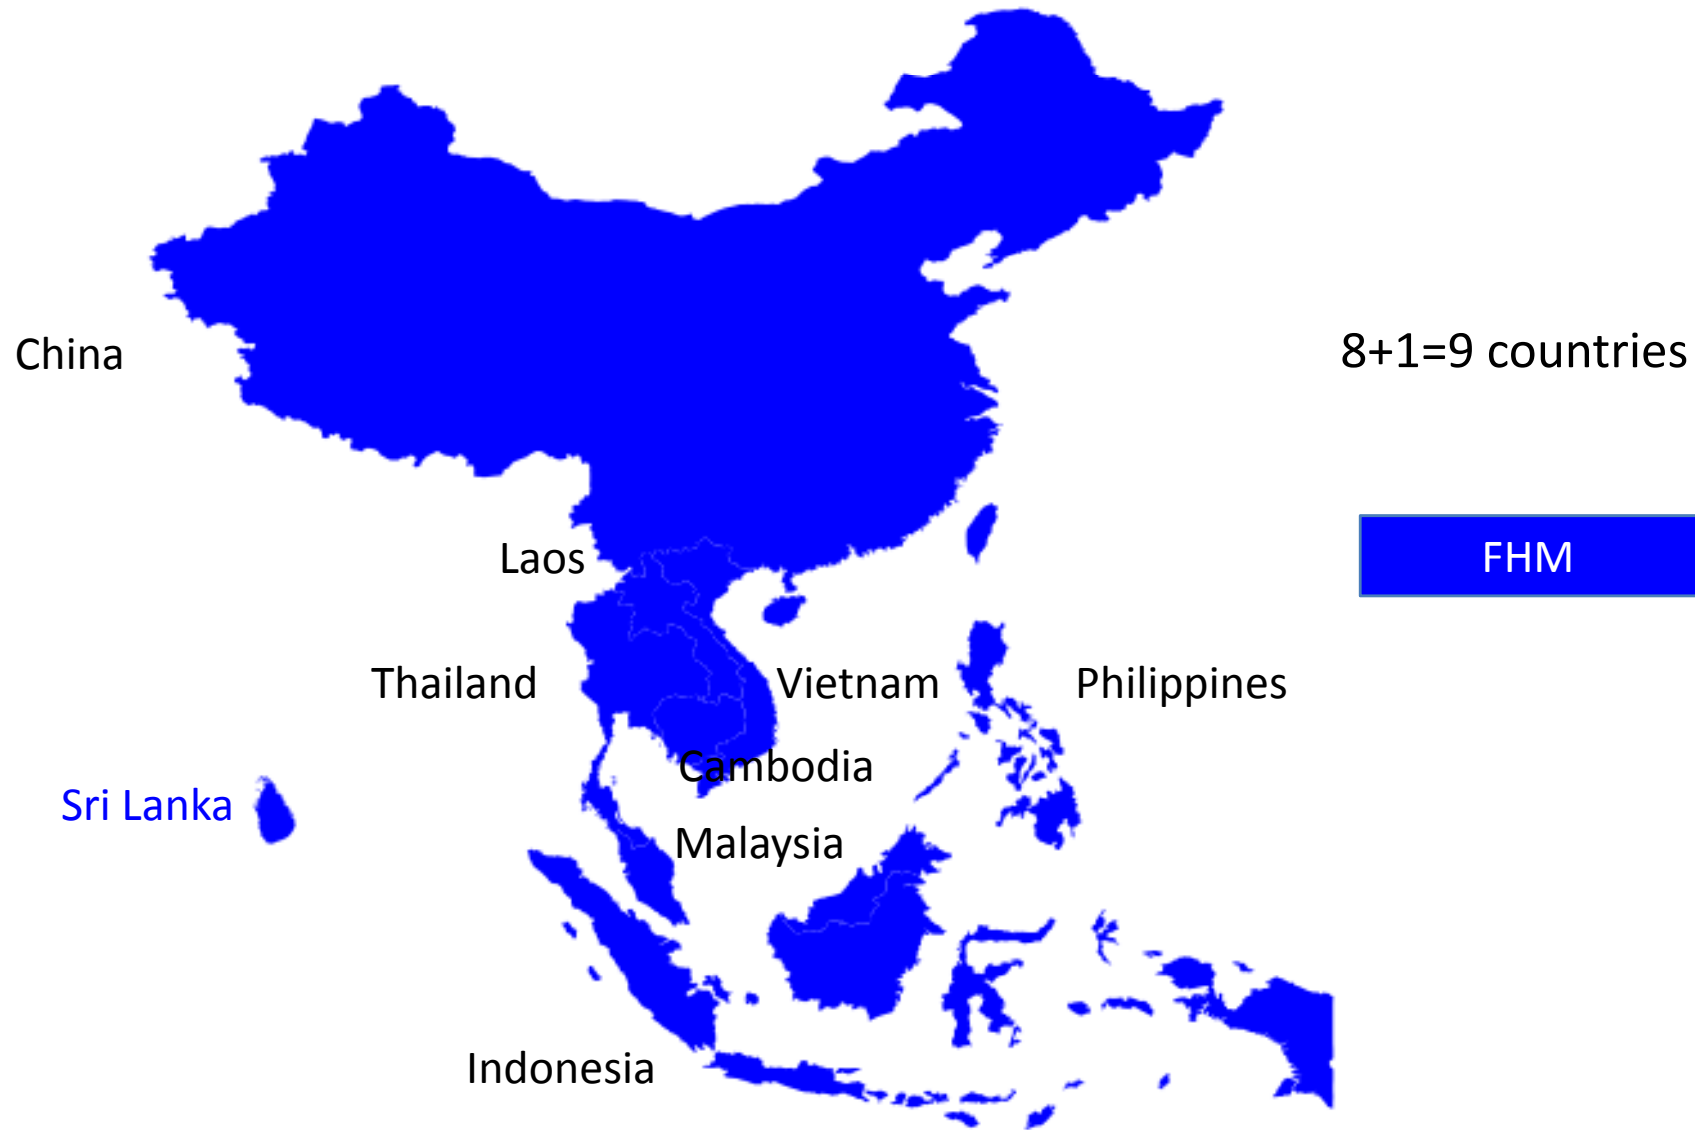 China
8+1=9 countries
Laos
FHM
Thailand
Vietnam
Philippines
Cambodia
Sri Lanka
Malaysia
Indonesia